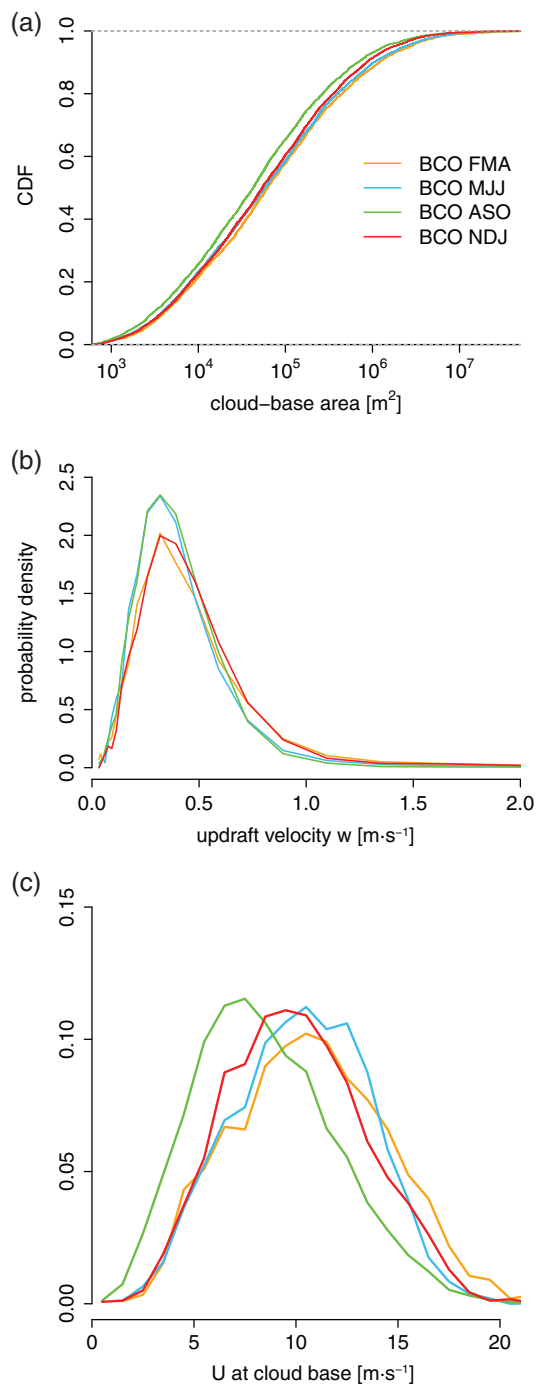 (a)
1.0
0.8
0.6
0.4
0.2
0.0
CDF
BCO FMA
BCO MJJ
BCO ASO
BCO NDJ
10³ 10⁴ 10⁵ 10⁶ 10⁷
cloud−base area [m²]
(b)
2.5
2.0
1.5
1.0
0.5
0.0
probability density
0.0 0.5 1.0 1.5 2.0
updraft velocity w [m·s⁻¹]
(c)
0.15
0.10
0.05
0.00
0 5 10 15 20
U at cloud base [m·s⁻¹]